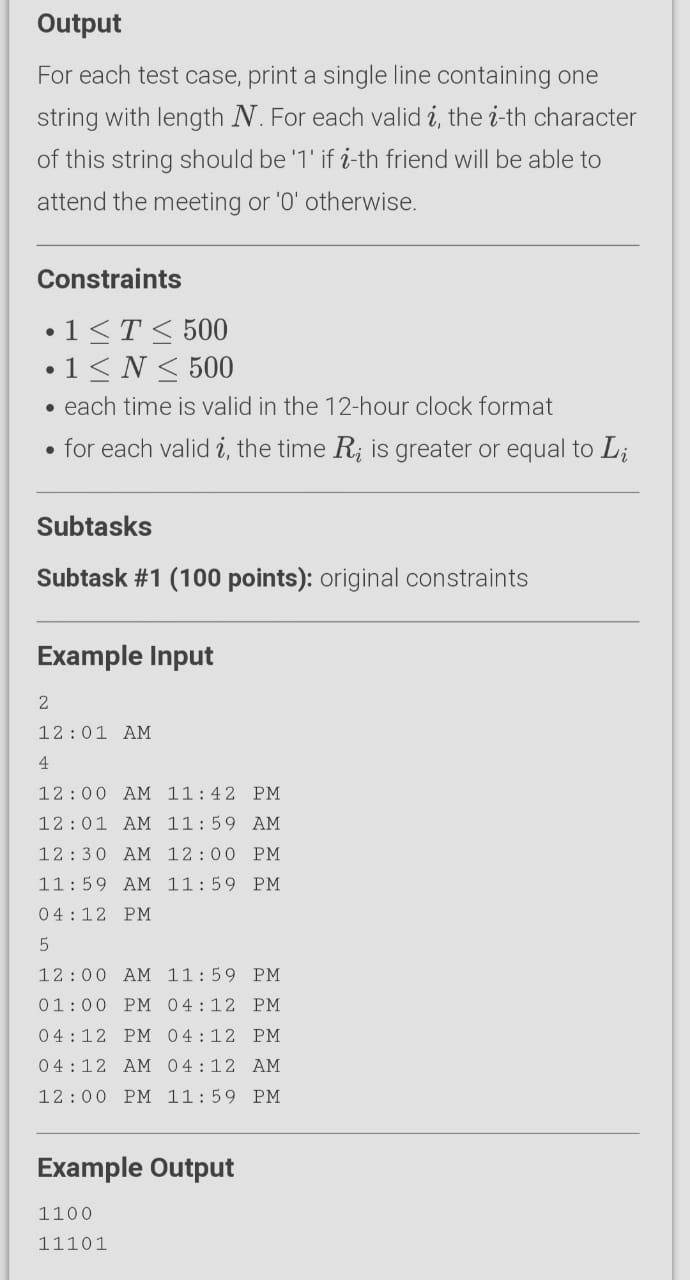 Output
For each test case, print a single line containing one
string with length N. For each valid i, the i-th character
of this string should be '1' if i-th friend will be able to
attend the meeting or '0' otherwise.
Constraints
• 1 ≤ T ≤ 500
• 1 ≤ N ≤ 500
• each time is valid in the 12-hour clock format
• for each valid i, the time Rᵢ is greater or equal to Lᵢ
Subtasks
Subtask #1 (100 points): original constraints
Example Input
2
12:01 AM
4
12:00 AM 11:42 PM
12:01 AM 11:59 AM
12:30 AM 12:00 PM
11:59 AM 11:59 PM
04:12 PM
5
12:00 AM 11:59 PM
01:00 PM 04:12 PM
04:12 PM 04:12 PM
04:12 AM 04:12 AM
12:00 PM 11:59 PM
Example Output
1100
11101